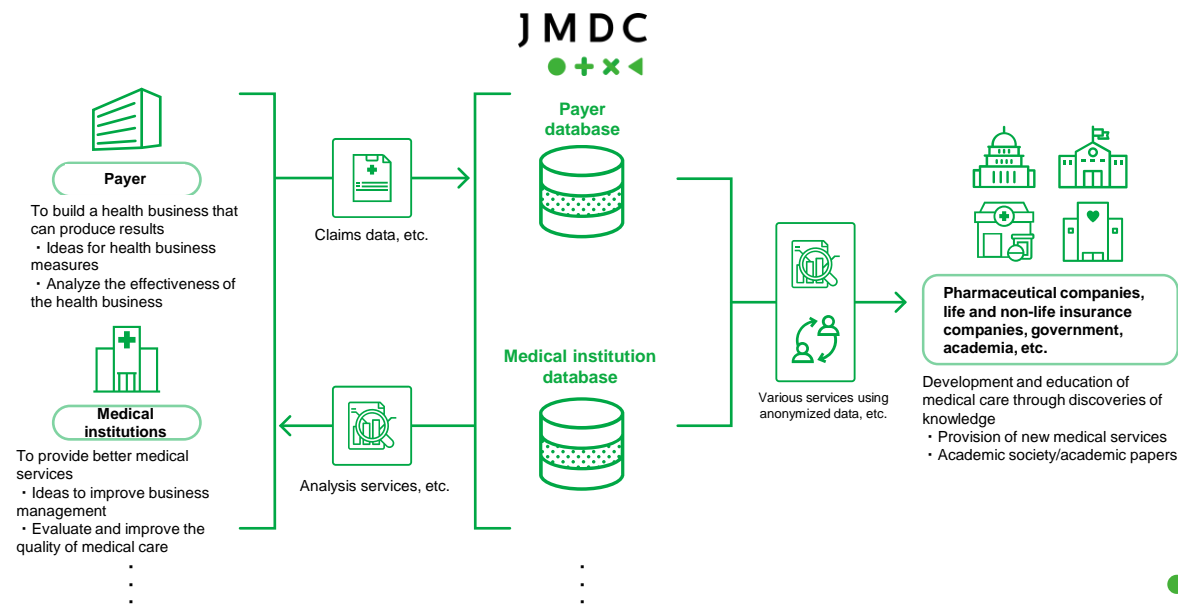 JMDC
Payer
To build a health business that
can produce results
・Ideas for health business
measures
・Analyze the effectiveness of
the health business
Medical
institutions
To provide better medical
services
・Ideas to improve business
management
・Evaluate and improve the
quality of medical care
Claims data, etc.
Analysis services, etc.
Payer
database
Medical institution
database
Various services using
anonymized data, etc.
Pharmaceutical companies,
life and non-life insurance
companies, government,
academia, etc.
Development and education of
medical care through discoveries of
knowledge
・Provision of new medical services
・Academic society/academic papers